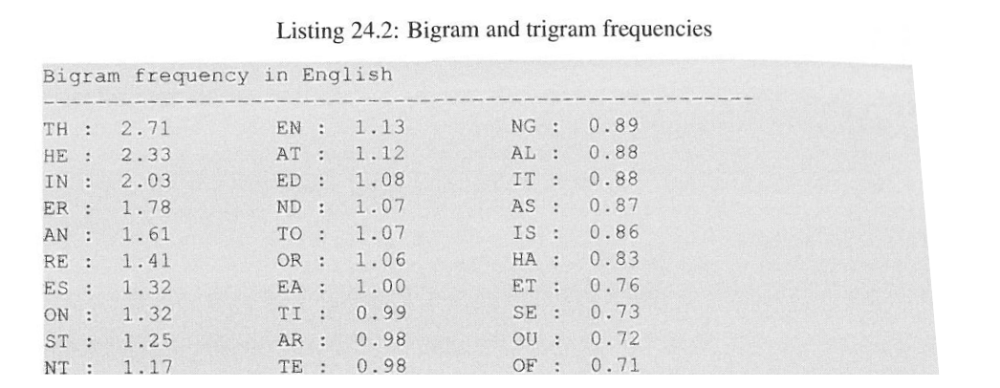 Listing 24.2: Bigram and trigram frequencies
Bigram frequency in English
------------------------------------------------------------
TH : 2.71 EN : 1.13 NG : 0.89
HE : 2.33 AT : 1.12 AL : 0.88
IN : 2.03 ED : 1.08 IT : 0.88
ER : 1.78 ND : 1.07 AS : 0.87
AN : 1.61 TO : 1.07 IS : 0.86
RE : 1.41 OR : 1.06 HA : 0.83
ES : 1.32 EA : 1.00 ET : 0.76
ON : 1.32 TI : 0.99 SE : 0.73
ST : 1.25 AR : 0.98 OU : 0.72
NT : 1.17 TE : 0.98 OF : 0.71